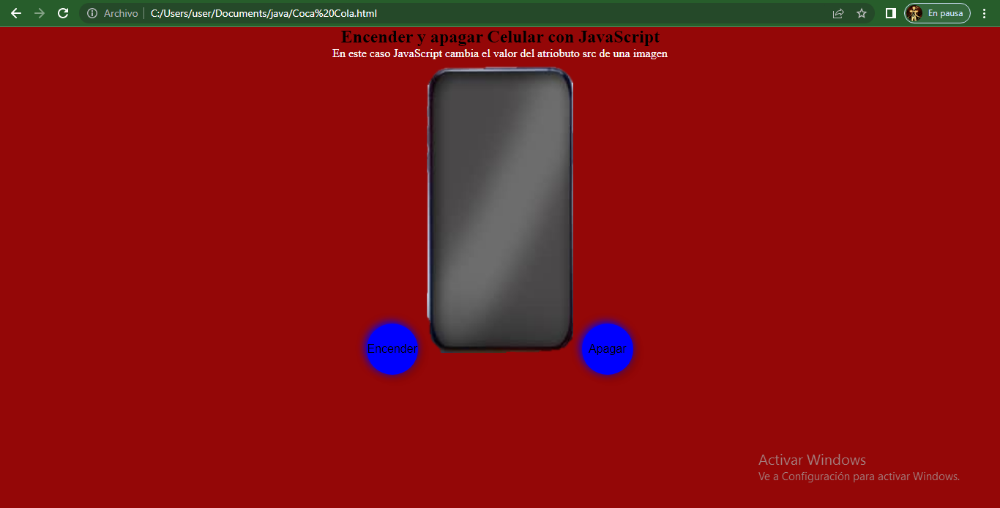 Archivo C:/Users/user/Documents/java/Coca%20Cola.html En pausa
Encender y apagar Celular con JavaScript
En este caso JavaScript cambia el valor del atriobuto src de una imagen
Encender Apagar
Activar Windows
Ve a Configuración para activar Windows.